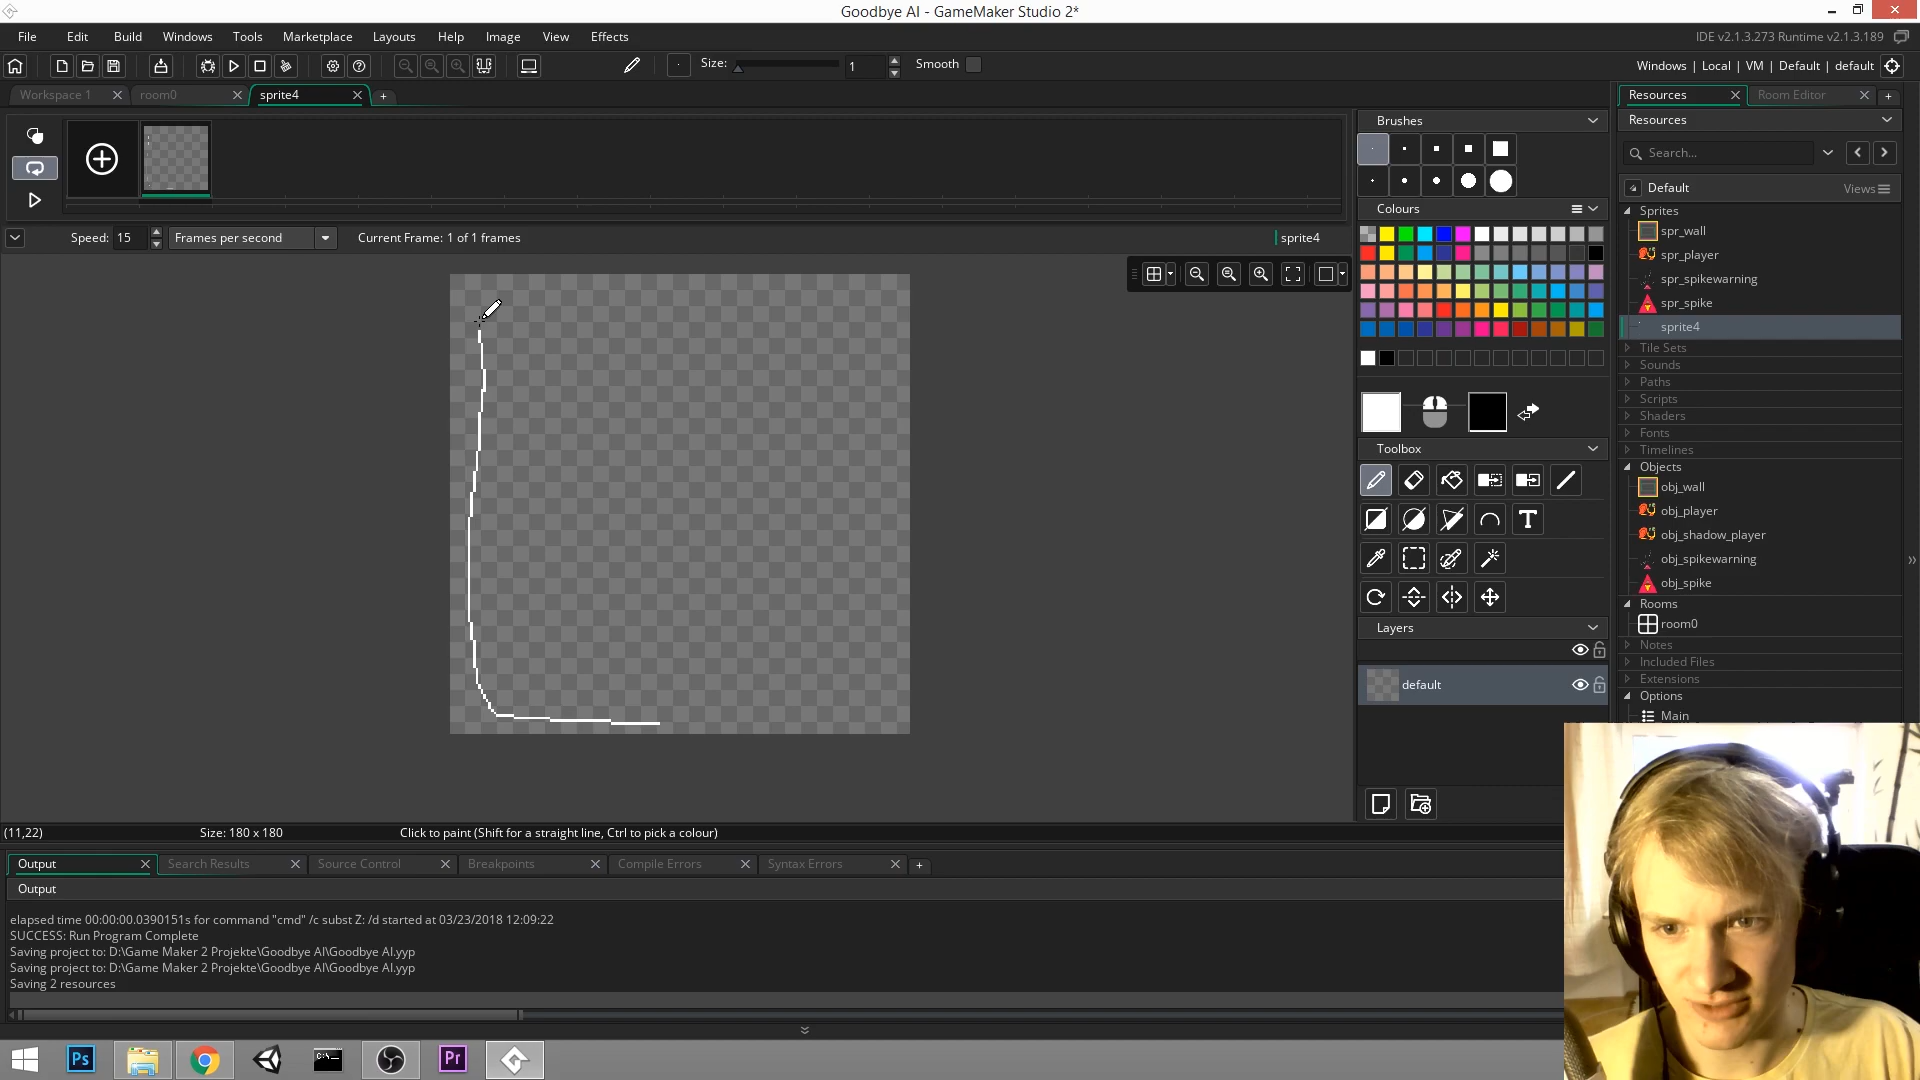 Goodbye AI - GameMaker Studio 2*
File Edit Build Windows Tools Marketplace Layouts Help Image View Effects
IDE v2.1.3.273 Runtime v2.1.3.189
Size: 1 Smooth
Windows | Local | VM | Default | default
Workspace 1 room0 sprite4
Resources Room Editor
Brushes
Resources
Search...
Default Views
Colours
Speed: 15 Frames per second Current Frame: 1 of 1 frames sprite4
Sprites
spr_wall
spr_player
spr_spikewarning
spr_spike
sprite4
Tile Sets
Sounds
Paths
Scripts
Shaders
Fonts
Timelines
Objects
obj_wall
obj_player
obj_shadow_player
obj_spikewarning
obj_spike
Rooms
room0
Notes
Included Files
Extensions
Options
Main
Toolbox
T
Layers
default
(11,22) Size: 180 x 180 Click to paint (Shift for a straight line, Ctrl to pick a colour)
Output Search Results Source Control Breakpoints Compile Errors Syntax Errors
Output
elapsed time 00:00:00.0390151s for command "cmd" /c subst Z: /d started at 03/23/2018 12:09:22
SUCCESS: Run Program Complete
Saving project to: D:\Game Maker 2 Projekte\Goodbye AI\Goodbye AI.yyp
Saving project to: D:\Game Maker 2 Projekte\Goodbye AI\Goodbye AI.yyp
Saving 2 resources
Ps
Pr